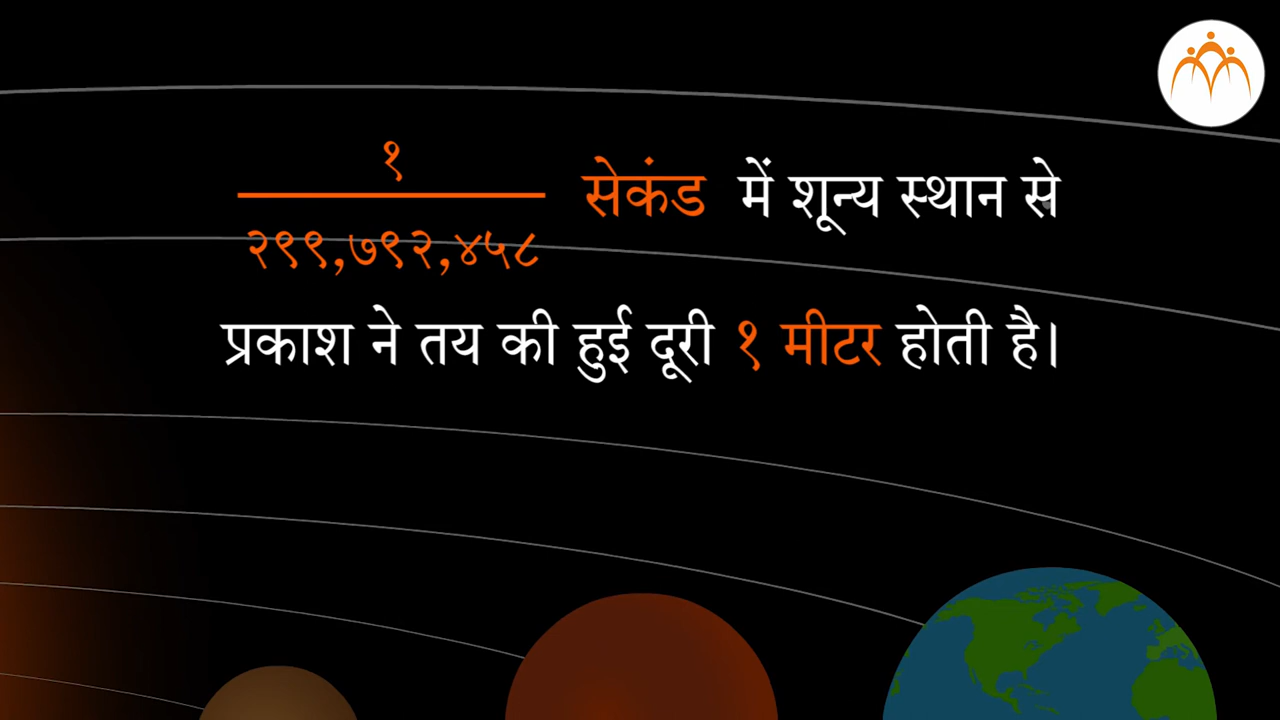 १
२९९,७९२,४५८
सेकंड में शून्य स्थान से
प्रकाश ने तय की हुई दूरी १ मीटर होती है।